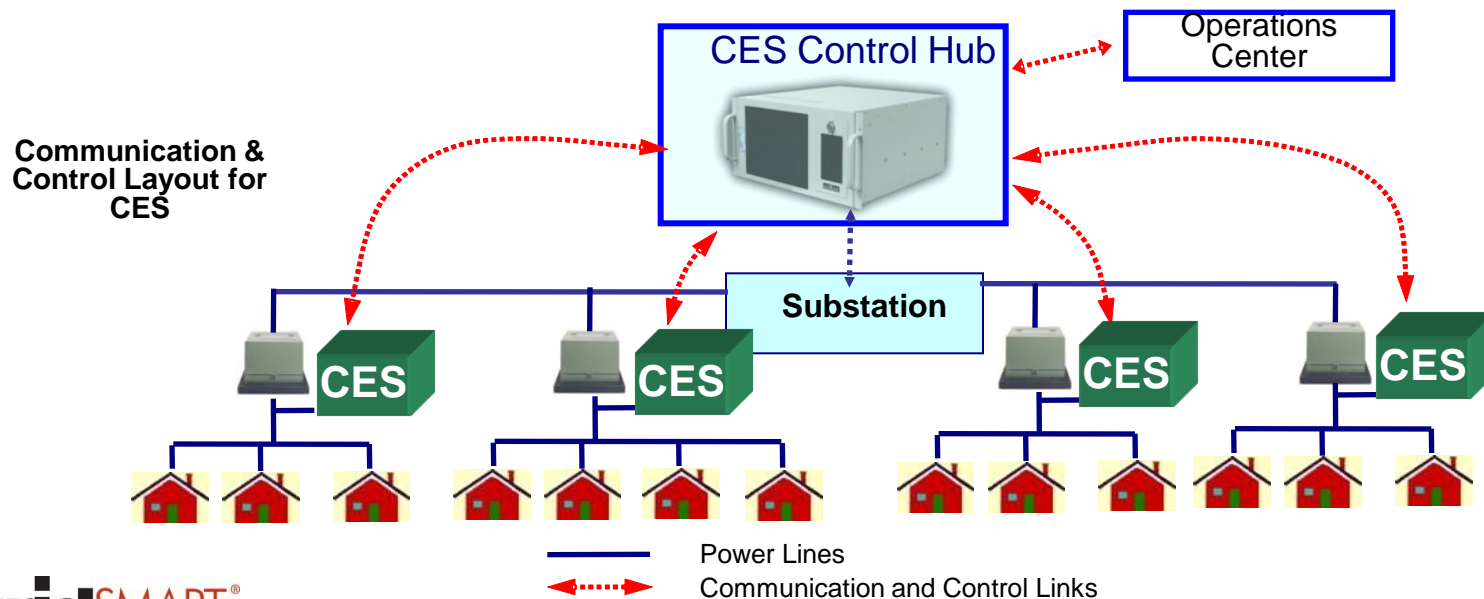 CES Control Hub
Operations
Center
Communication &
Control Layout for
CES
Substation
CES
CES
CES
CES
Power Lines
Communication and Control Links
SMART®